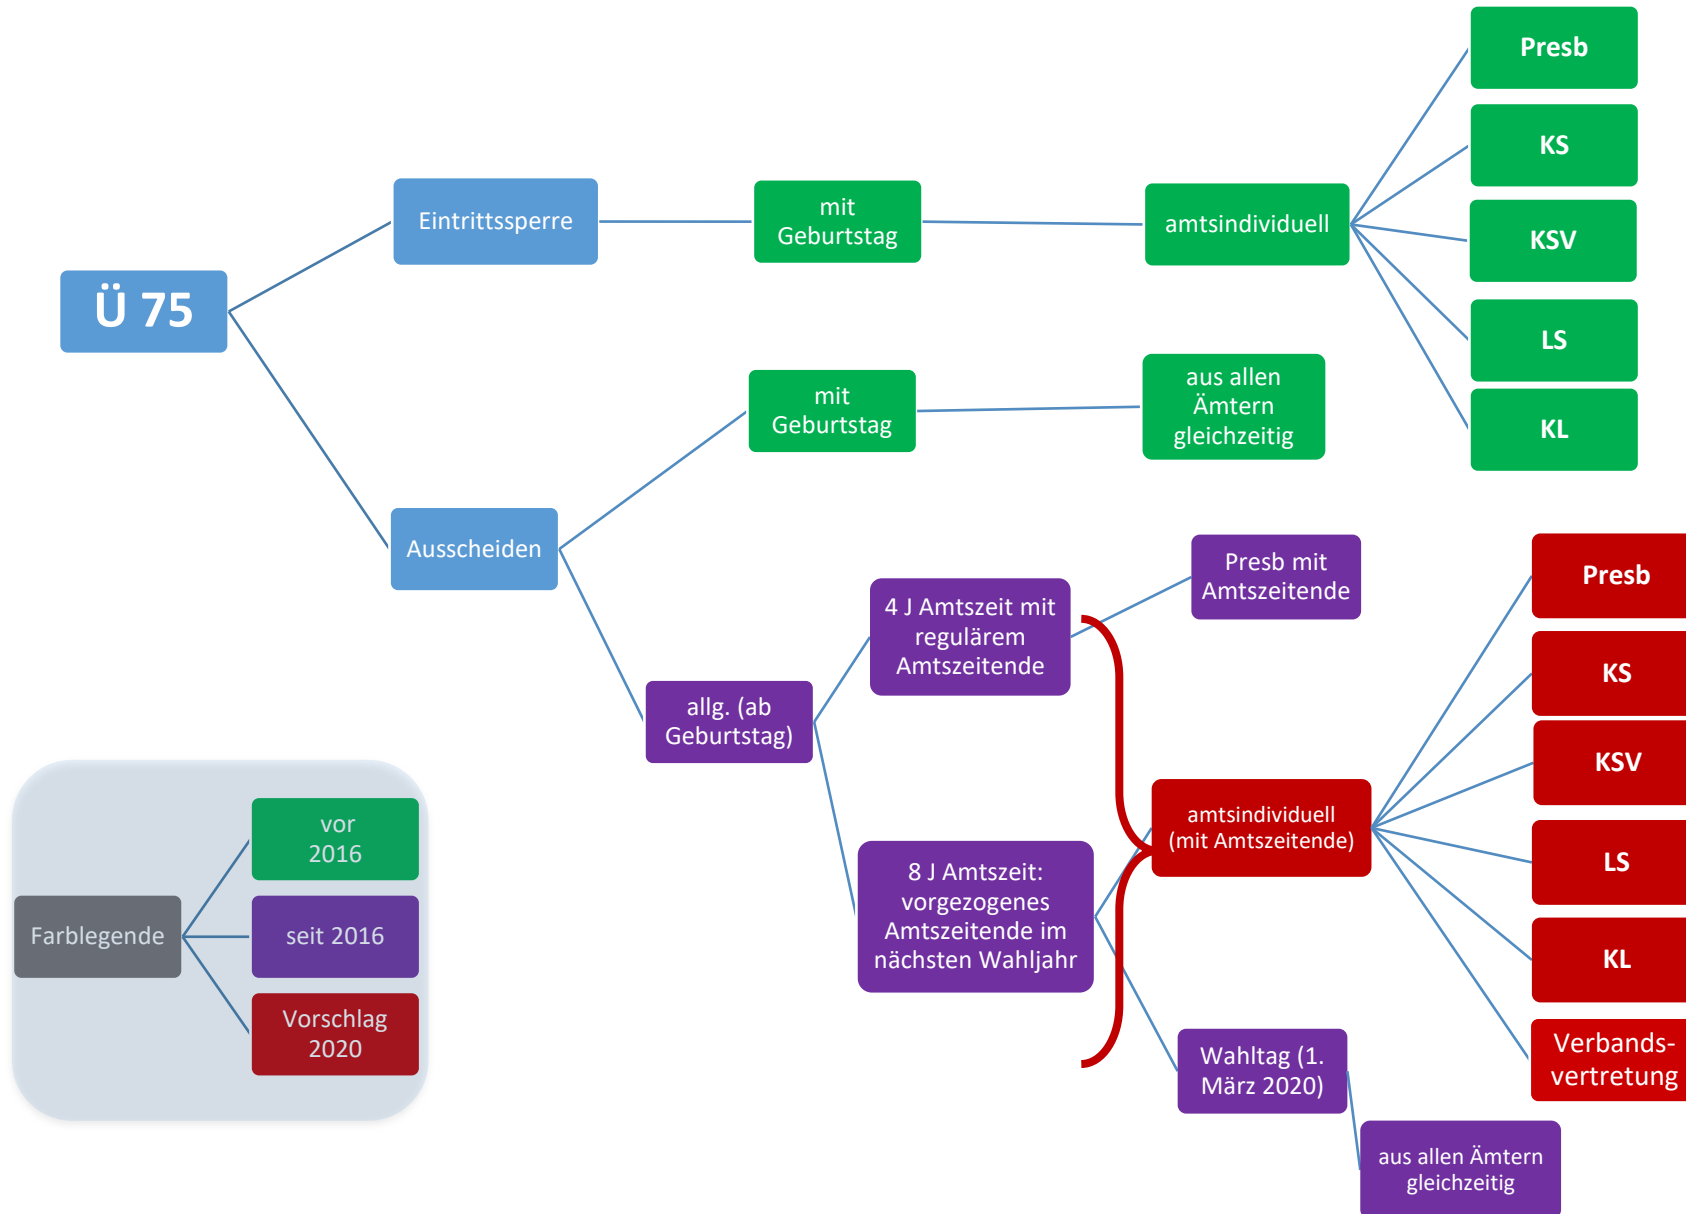 Ü 75
Eintrittssperre
mit
Geburtstag
amtsindividuell
Presb
KS
KSV
LS
KL
Ausscheiden
mit
Geburtstag
aus allen
Ämtern
gleichzeitig
allg. (ab
Geburtstag)
4 J Amtszeit mit
regulärem
Amtszeitende
Presb mit
Amtszeitende
8 J Amtszeit:
vorgezogenes
Amtszeitende im
nächsten Wahljahr
amtsindividuell
(mit Amtszeitende)
Presb
KS
KSV
LS
KL
Verbands-
vertretung
Wahltag (1.
März 2020)
aus allen Ämtern
gleichzeitig
Farblegende
vor
2016
seit 2016
Vorschlag
2020